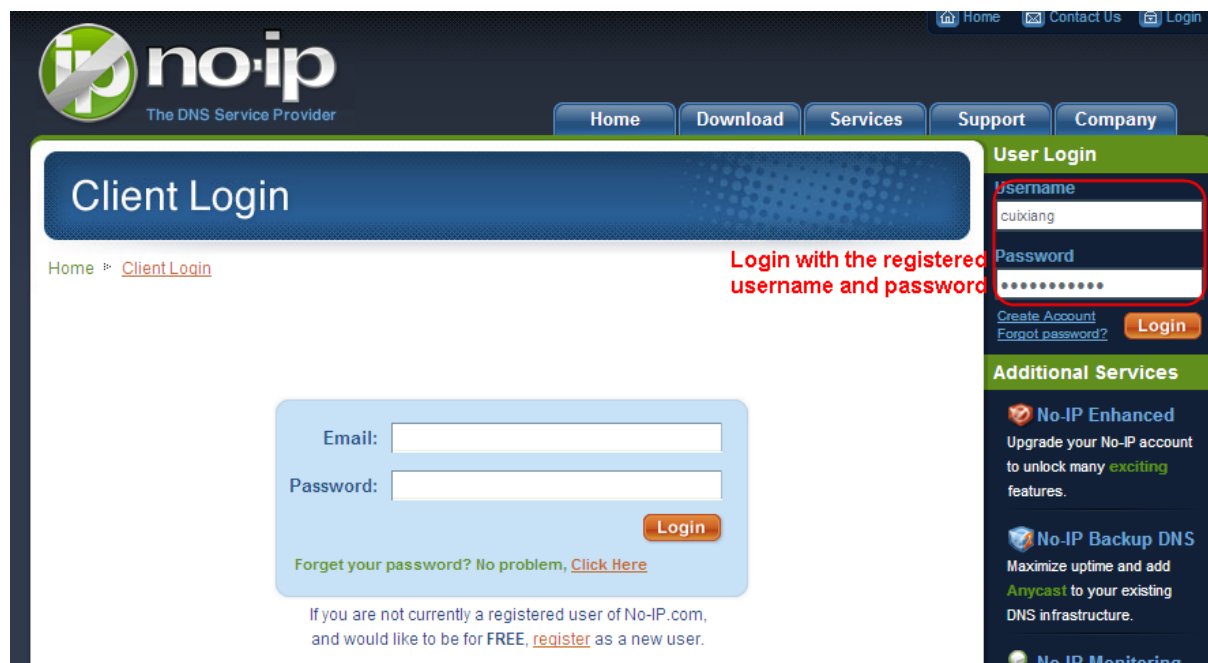 Home Contact Us Login
ip no·ip
The DNS Service Provider
Home Download Services Support Company
Client Login
Home Client Login
Login with the registered
username and password
User Login
Username
cuixiang
Password
•••••••••••
Create Account
Forgot password?
Login
Email:
Password:
Login
Forget your password? No problem, Click Here
If you are not currently a registered user of No-IP.com,
and would like to be for FREE, register as a new user.
Additional Services
No-IP Enhanced
Upgrade your No-IP account
to unlock many exciting
features.
No-IP Backup DNS
Maximize uptime and add
Anycast to your existing
DNS infrastructure.
No-IP Monitoring